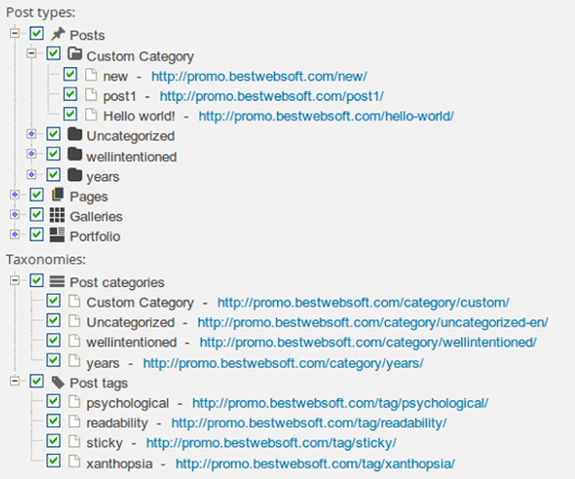 Post types:
Posts
Custom Category
new - http://promo.bestwebsoft.com/new/
post1 - http://promo.bestwebsoft.com/post1/
Hello world! - http://promo.bestwebsoft.com/hello-world/
Uncategorized
wellintentioned
years
Pages
Galleries
Portfolio
Taxonomies:
Post categories
Custom Category - http://promo.bestwebsoft.com/category/custom/
Uncategorized - http://promo.bestwebsoft.com/category/uncategorized-en/
wellintentioned - http://promo.bestwebsoft.com/category/wellintentioned/
years - http://promo.bestwebsoft.com/category/years/
Post tags
psychological - http://promo.bestwebsoft.com/tag/psychological/
readability - http://promo.bestwebsoft.com/tag/readability/
sticky - http://promo.bestwebsoft.com/tag/sticky/
xanthopsia - http://promo.bestwebsoft.com/tag/xanthopsia/